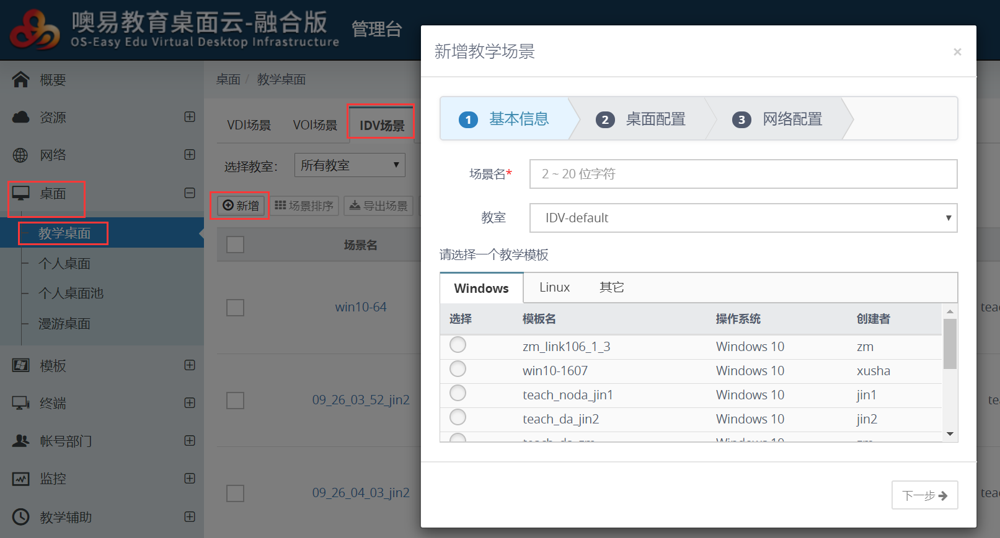 噢易教育桌面云-融合版 管理台
OS-Easy Edu Virtual Desktop Infrastructure
概要
资源
网络
桌面
教学桌面
个人桌面
个人桌面池
漫游桌面
模板
终端
帐号部门
监控
教学辅助
桌面 / 教学桌面
VDI场景 VOI场景 IDV场景
选择教室： 所有教室
新增 场景排序 导出场景
场景名
win10-64
09_26_03_52_jin2
09_26_04_03_jin2
新增教学场景 ×
1 基本信息 2 桌面配置 3 网络配置
场景名* 2 ~ 20 位字符
教室 IDV-default
请选择一个教学模板
Windows Linux 其它
选择 模板名 操作系统 创建者
zm_link106_1_3 Windows 10 zm
win10-1607 Windows 10 xusha
teach_noda_jin1 Windows 10 jin1
teach_da_jin2 Windows 10 jin2
下一步